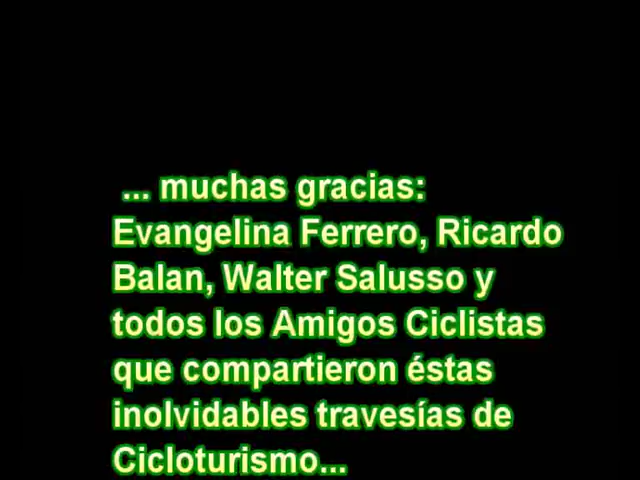 ... muchas gracias:
Evangelina Ferrero, Ricardo
Balan, Walter Salusso y
todos los Amigos Ciclistas
que compartieron éstas
inolvidables travesías de
Cicloturismo...